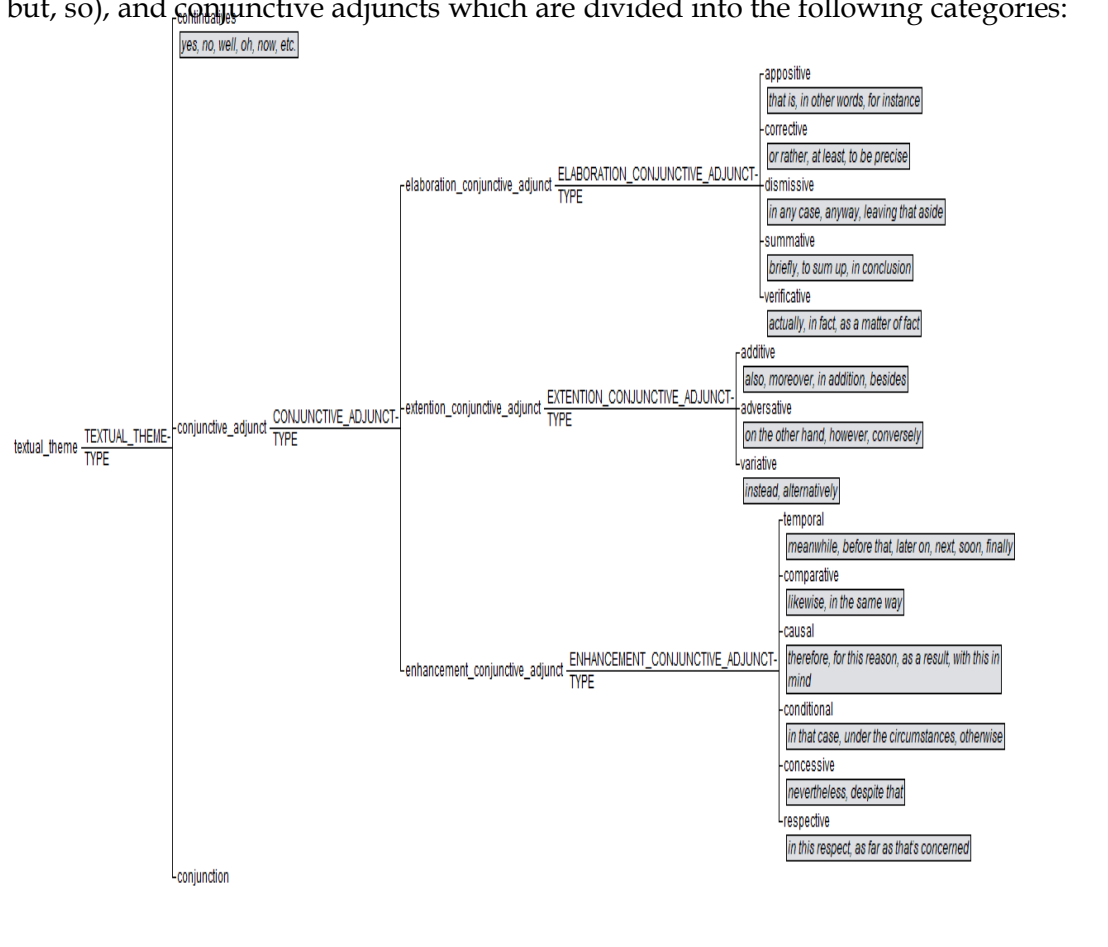 but, so), and conjunctive adjuncts which are divided into the following categories:
continuatives
yes, no, well, oh, now, etc.
appositive
that is, in other words, for instance
corrective
or rather, at least, to be precise
elaboration_conjunctive_adjunct ELABORATION_CONJUNCTIVE_ADJUNCT-
TYPE
dismissive
in any case, anyway, leaving that aside
summative
briefly, to sum up, in conclusion
verificative
actually, in fact, as a matter of fact
additive
also, moreover, in addition, besides
extention_conjunctive_adjunct EXTENTION_CONJUNCTIVE_ADJUNCT-
TYPE
adversative
on the other hand, however, conversely
textual_theme TEXTUAL_THEME-
TYPE
conjunctive_adjunct CONJUNCTIVE_ADJUNCT-
TYPE
variative
instead, alternatively
temporal
meanwhile, before that, later on, next, soon, finally
comparative
likewise, in the same way
causal
therefore, for this reason, as a result, with this in
mind
enhancement_conjunctive_adjunct ENHANCEMENT_CONJUNCTIVE_ADJUNCT-
TYPE
conditional
in that case, under the circumstances, otherwise
concessive
nevertheless, despite that
respective
in this respect, as far as that's concerned
conjunction